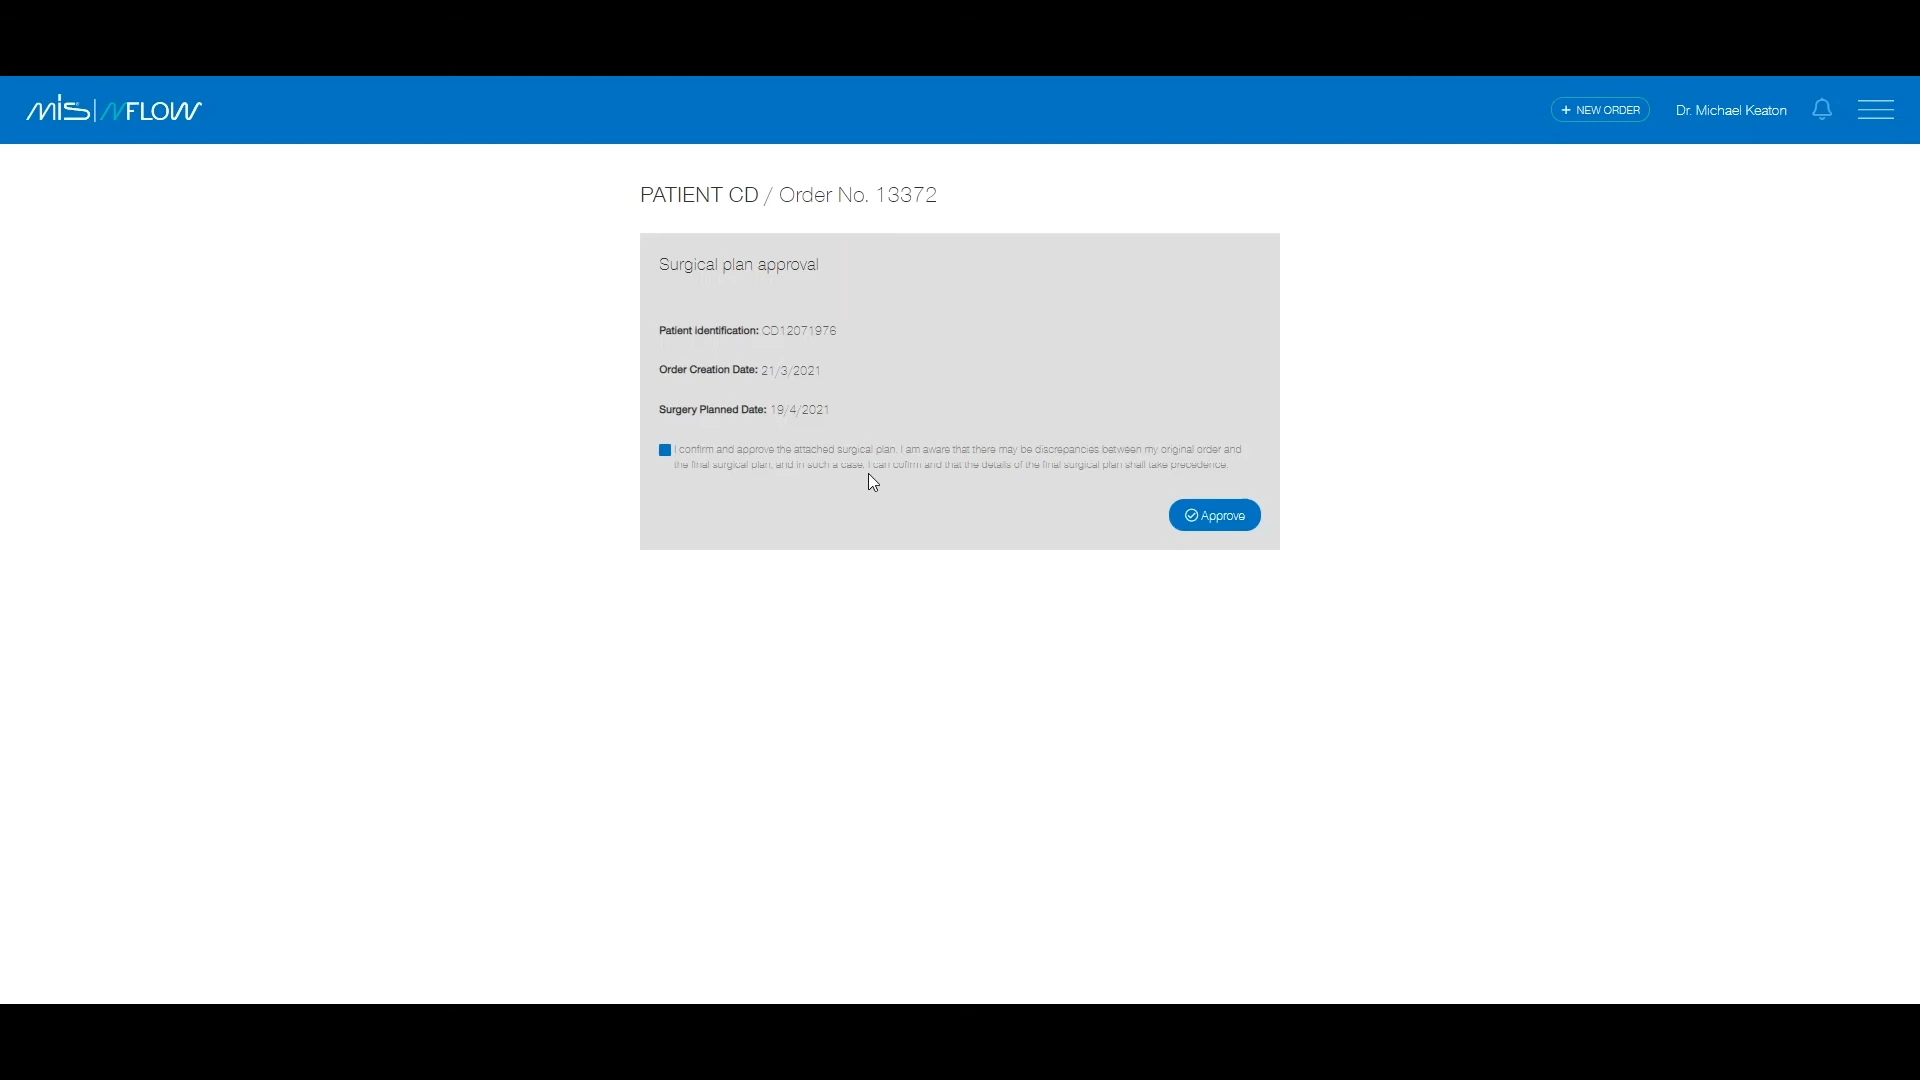 MIS | NFLOW
+ NEW ORDER
Dr. Michael Keaton
PATIENT CD / Order No. 13372
Surgical plan approval
Patient identification: CD12071976
Order Creation Date: 21/3/2021
Surgery Planned Date: 19/4/2021
I confirm and approve the attached surgical plan. I am aware that there may be discrepancies between my original order and
the final surgical plan, and in such a case, I can cofirm and that the details of the final surgical plan shall take precedence.
Approve